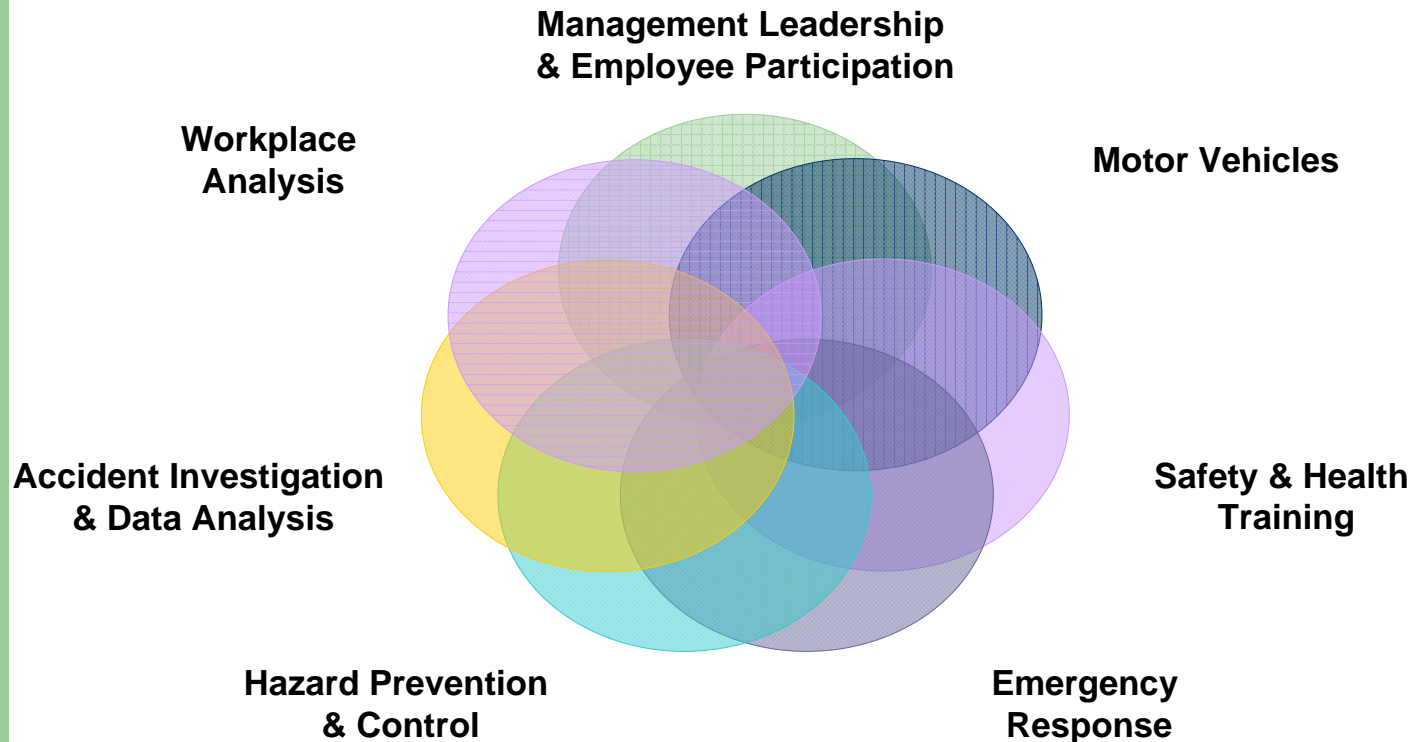 Management Leadership
& Employee Participation
Workplace
Analysis
Motor Vehicles
Accident Investigation
& Data Analysis
Safety & Health
Training
Hazard Prevention
& Control
Emergency
Response